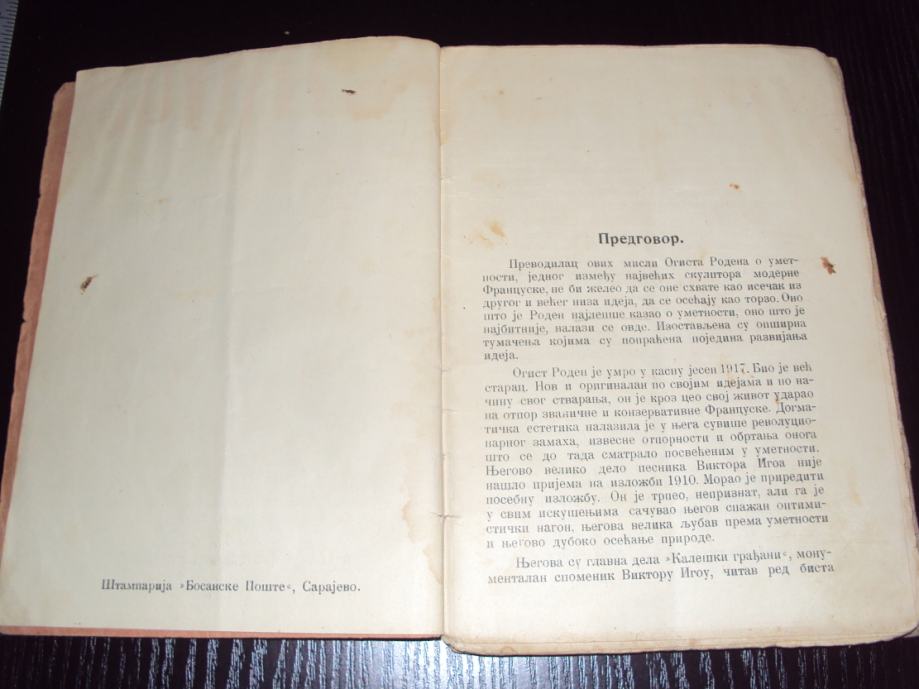 Штампарија »Босанске Поште«, Сарајево.
Предговор.
Преводилац ових мисли Огиста Родена о умет-
ности, једног између највећих скулптора модерне
Француске, не би желео да се оне схвате као исечак из
другог и већег низа идеја, да се осећају као торзо. Оно
што је Роден најлепше казао о уметности, оно што је
најбитније, налази се овде. Изостављена су опширна
тумачења којима су попраћена поједина развијања
идеја.
Огист Роден је умро у касну јесен 1917. Био је већ
старац. Нов и оригиналан по својим идејама и по на-
чину свог стварања, он је кроз цео свој живот ударао
на отпор званичне и конзервативне Француске. Догма-
тичка естетика налазила је у њега сувише револуцио-
нарног замаха, извесне отпорности и обртања онога
што се до тада сматрало посвећеним у уметности.
Његово велико дело песника Виктора Игоа није
нашло пријема на изложби 1910. Морао је приредити
посебну изложбу. Он је трпео, непризнат, али га је
у свим искушењима сачувао његов снажан оптими-
стички нагон, његова велика љубав према уметности
и његово дубоко осећање природе.
Његова су главна дела »Калешки грађани«, мону-
менталан споменик Виктору Игоу, читав ред биста